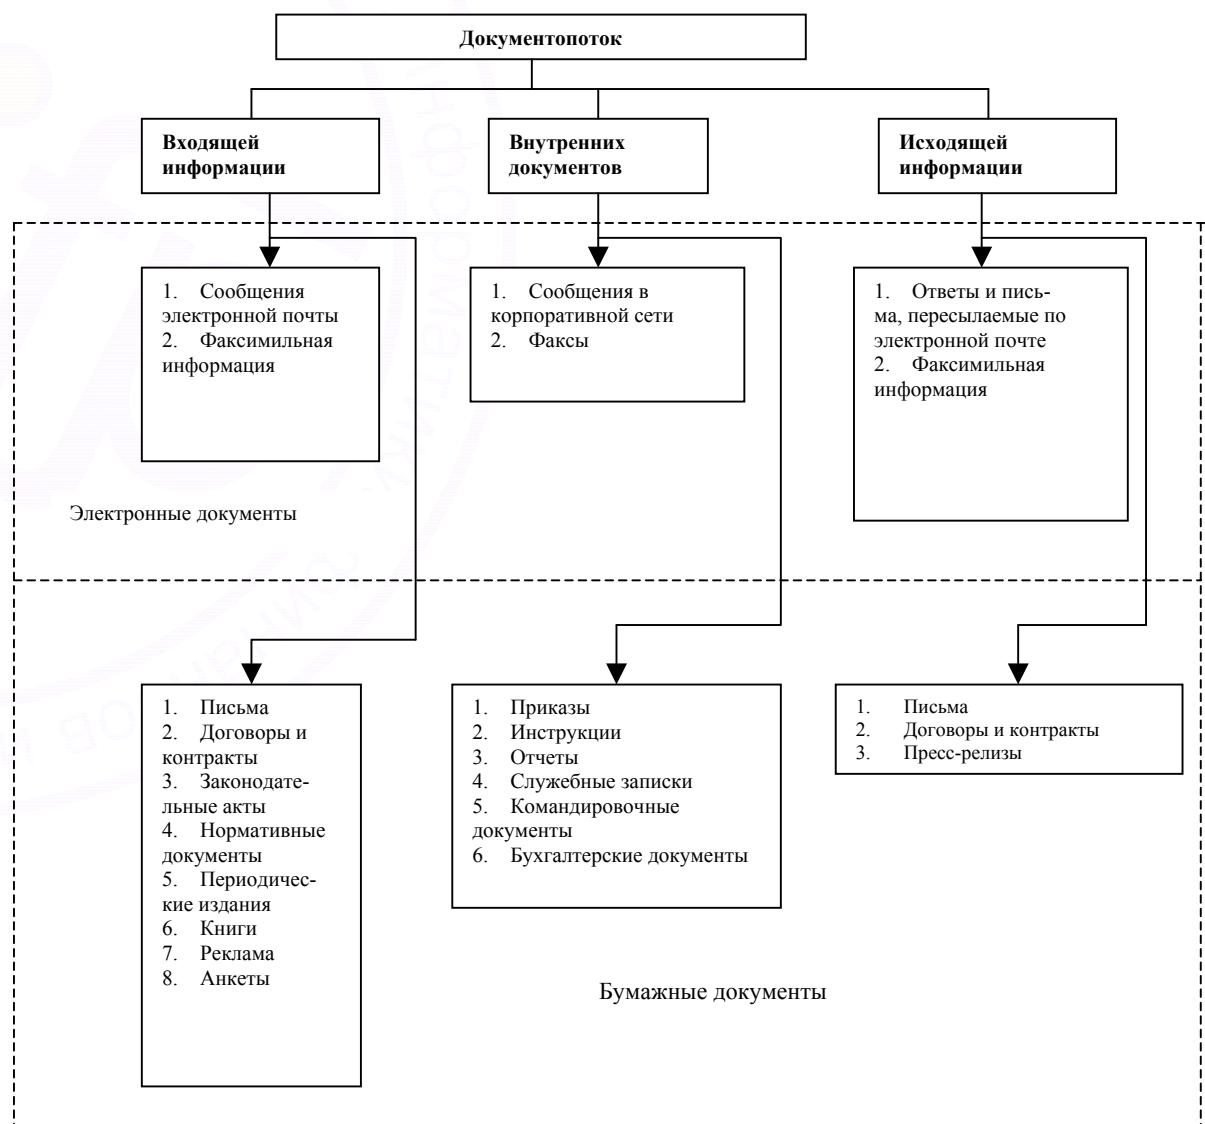 Документопоток
Входящей
информации
Внутренних
документов
Исходящей
информации
1. Сообщения
электронной почты
2. Факсимильная
информация
1. Сообщения в
корпоративной сети
2. Факсы
1. Ответы и пись-
ма, пересылаемые по
электронной почте
2. Факсимильная
информация
Электронные документы
1. Письма
2. Договоры и
контракты
3. Законодате-
льные акты
4. Нормативные
документы
5. Периодичес-
кие издания
6. Книги
7. Реклама
8. Анкеты
1. Приказы
2. Инструкции
3. Отчеты
4. Служебные записки
5. Командировочные
документы
6. Бухгалтерские документы
1. Письма
2. Договоры и контракты
3. Пресс-релизы
Бумажные документы